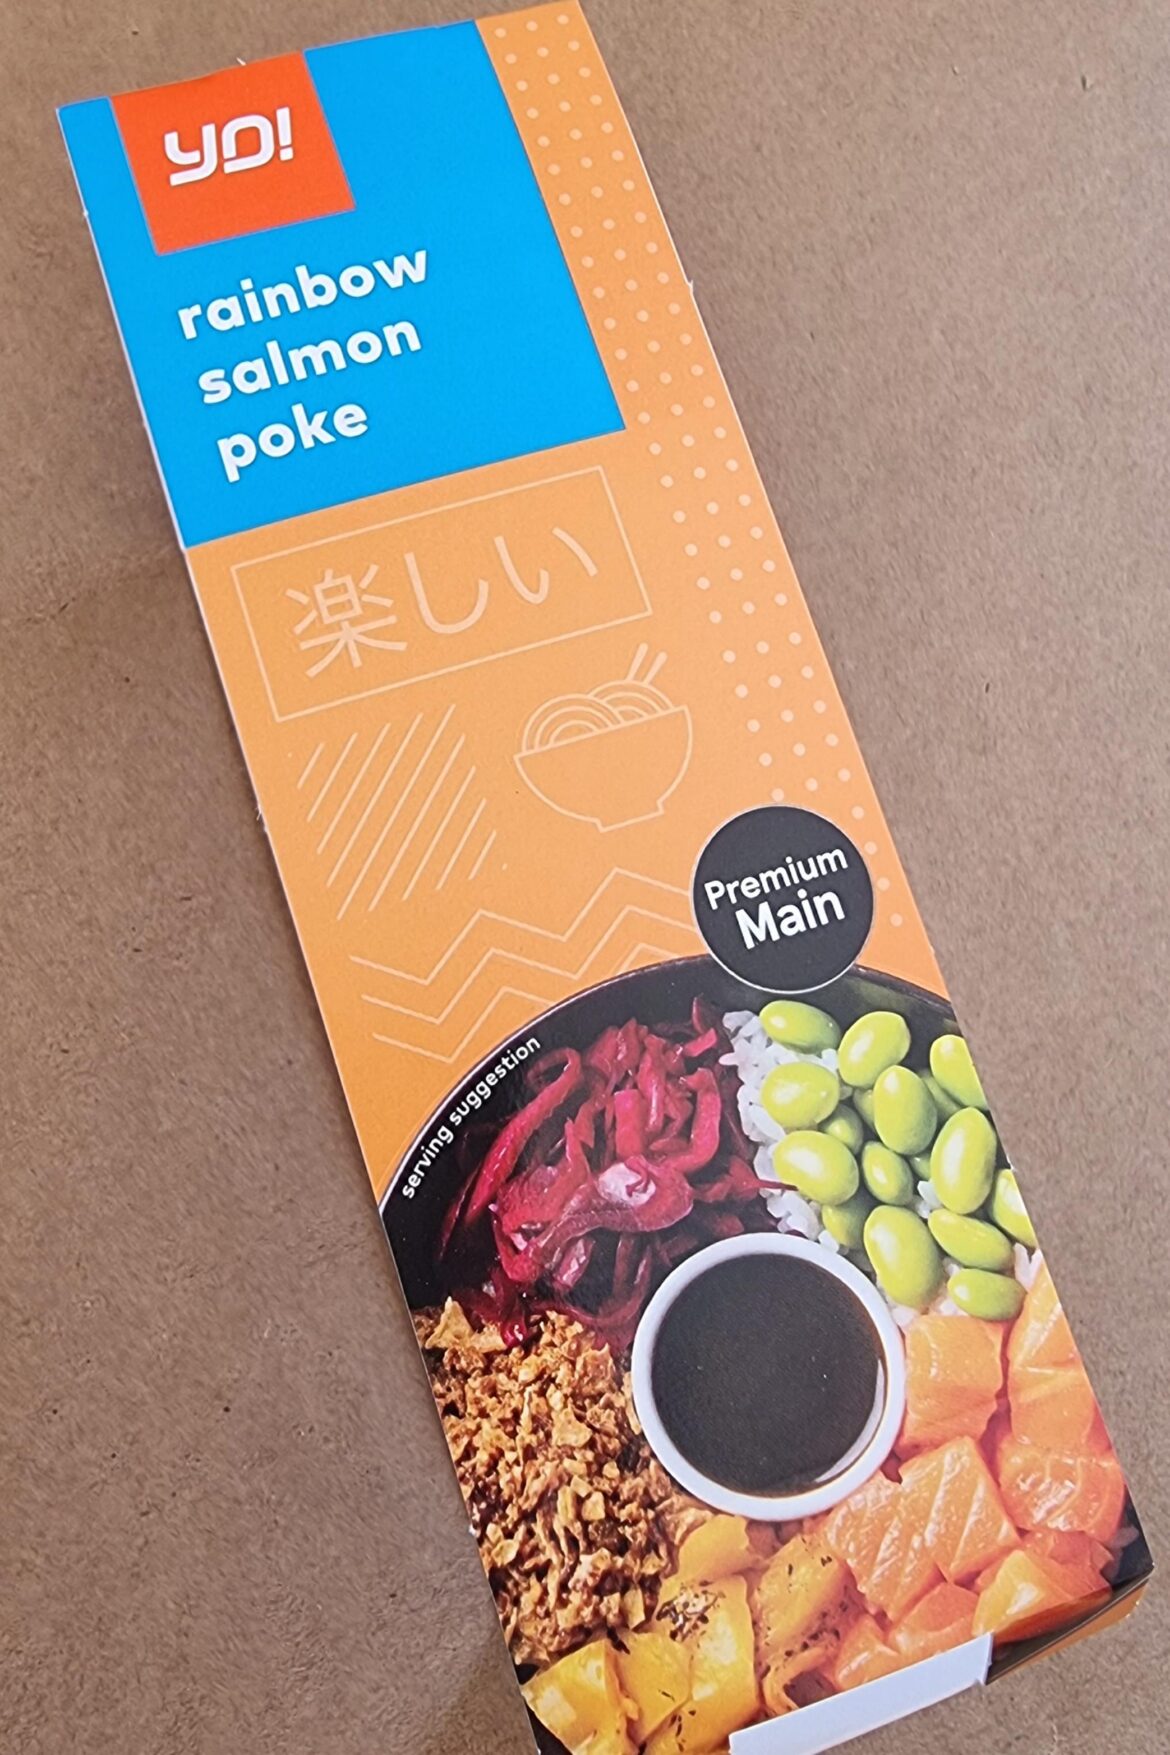 YO!
rainbow
salmon
poke
楽しい
Premium
Main
serving suggestion